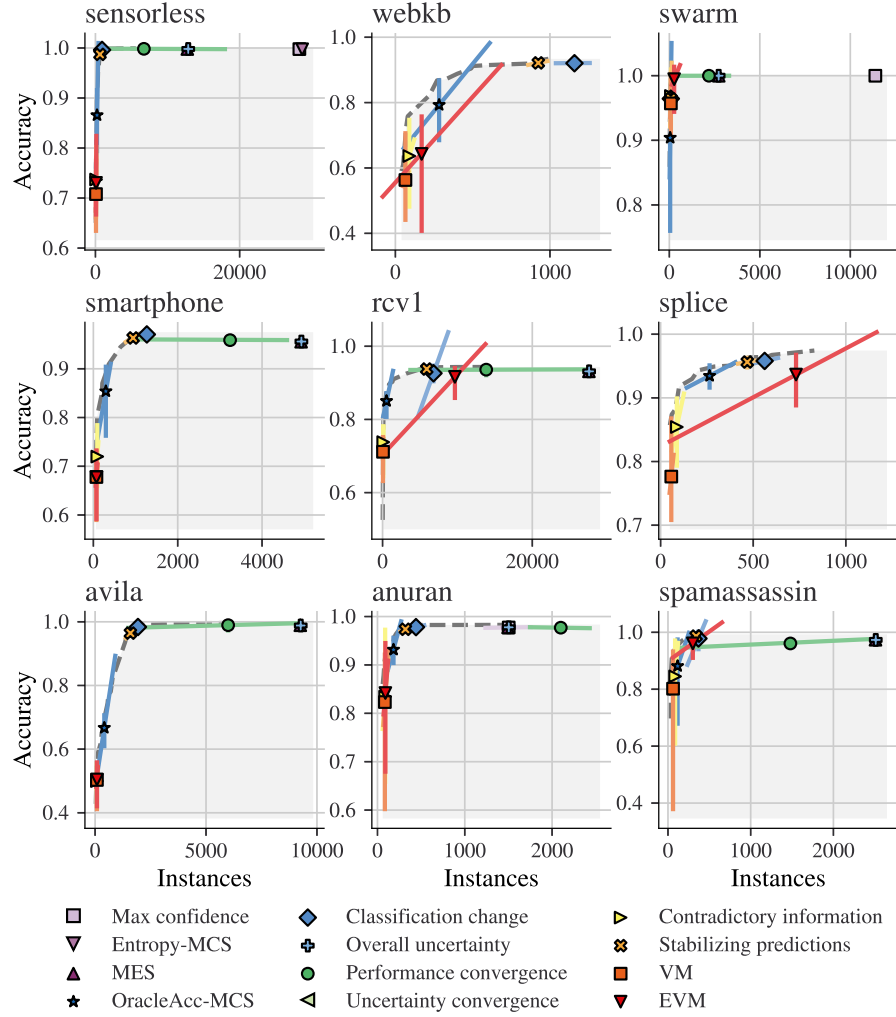 sensorless
webkb
swarm
Accuracy
1.0
0.9
0.8
0.7
0.6
0
20000
1.0
0.8
0.6
0.4
0
1000
1.0
0.9
0.8
0
5000
10000
smartphone
rcv1
splice
Accuracy
0.9
0.8
0.7
0.6
0
2000
4000
1.0
0.8
0.6
0
20000
1.0
0.9
0.8
0.7
0
500
1000
avila
anuran
spamassassin
Accuracy
1.0
0.8
0.6
0.4
0
5000
10000
Instances
1.0
0.9
0.8
0.7
0.6
0
1000
2000
Instances
1.0
0.8
0.6
0.4
0
1000
2000
Instances
Max confidence
Entropy-MCS
MES
OracleAcc-MCS
Classification change
Overall uncertainty
Performance convergence
Uncertainty convergence
Contradictory information
Stabilizing predictions
VM
EVM